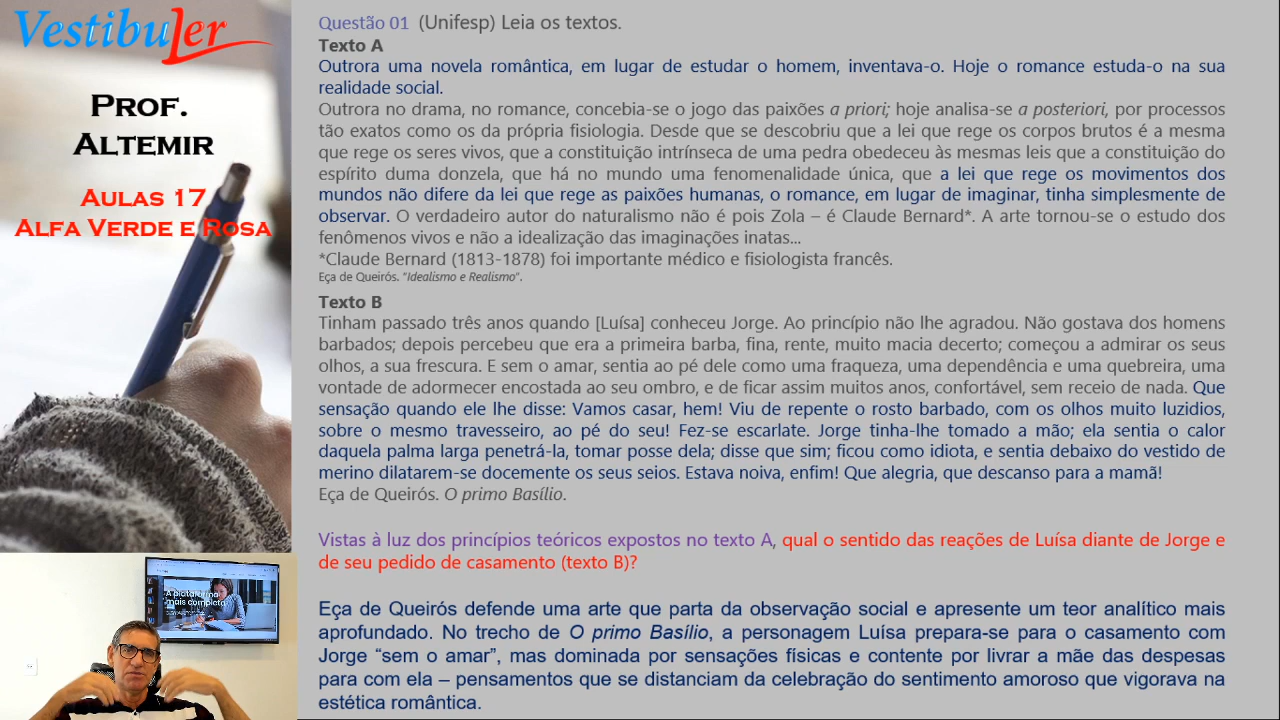 VestibuLer
PROF.
ALTEMIR
AULAS 17
ALFA VERDE E ROSA
A plataforma
mais completa
Questão 01 (Unifesp) Leia os textos.
Texto A
Outrora uma novela romântica, em lugar de estudar o homem, inventava-o. Hoje o romance estuda-o na sua
realidade social.
Outrora no drama, no romance, concebia-se o jogo das paixões a priori; hoje analisa-se a posteriori, por processos
tão exatos como os da própria fisiologia. Desde que se descobriu que a lei que rege os corpos brutos é a mesma
que rege os seres vivos, que a constituição intrínseca de uma pedra obedeceu às mesmas leis que a constituição do
espírito duma donzela, que há no mundo uma fenomenalidade única, que a lei que rege os movimentos dos
mundos não difere da lei que rege as paixões humanas, o romance, em lugar de imaginar, tinha simplesmente de
observar. O verdadeiro autor do naturalismo não é pois Zola – é Claude Bernard*. A arte tornou-se o estudo dos
fenômenos vivos e não a idealização das imaginações inatas...
*Claude Bernard (1813-1878) foi importante médico e fisiologista francês.
Eça de Queirós. "Idealismo e Realismo".
Texto B
Tinham passado três anos quando [Luísa] conheceu Jorge. Ao princípio não lhe agradou. Não gostava dos homens
barbados; depois percebeu que era a primeira barba, fina, rente, muito macia decerto; começou a admirar os seus
olhos, a sua frescura. E sem o amar, sentia ao pé dele como uma fraqueza, uma dependência e uma quebreira, uma
vontade de adormecer encostada ao seu ombro, e de ficar assim muitos anos, confortável, sem receio de nada. Que
sensação quando ele lhe disse: Vamos casar, hem! Viu de repente o rosto barbado, com os olhos muito luzidios,
sobre o mesmo travesseiro, ao pé do seu! Fez-se escarlate. Jorge tinha-lhe tomado a mão; ela sentia o calor
daquela palma larga penetrá-la, tomar posse dela; disse que sim; ficou como idiota, e sentia debaixo do vestido de
merino dilatarem-se docemente os seus seios. Estava noiva, enfim! Que alegria, que descanso para a mamã!
Eça de Queirós. O primo Basílio.
Vistas à luz dos princípios teóricos expostos no texto A, qual o sentido das reações de Luísa diante de Jorge e
de seu pedido de casamento (texto B)?
Eça de Queirós defende uma arte que parta da observação social e apresente um teor analítico mais
aprofundado. No trecho de O primo Basílio, a personagem Luísa prepara-se para o casamento com
Jorge “sem o amar”, mas dominada por sensações físicas e contente por livrar a mãe das despesas
para com ela – pensamentos que se distanciam da celebração do sentimento amoroso que vigorava na
estética romântica.